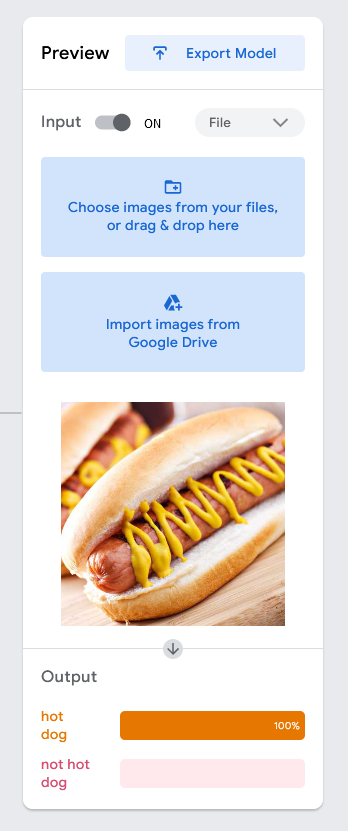 Preview
Export Model
Input
ON
File
Choose images from your files,
or drag & drop here
Import images from
Google Drive
Output
hot
dog
100%
not hot
dog